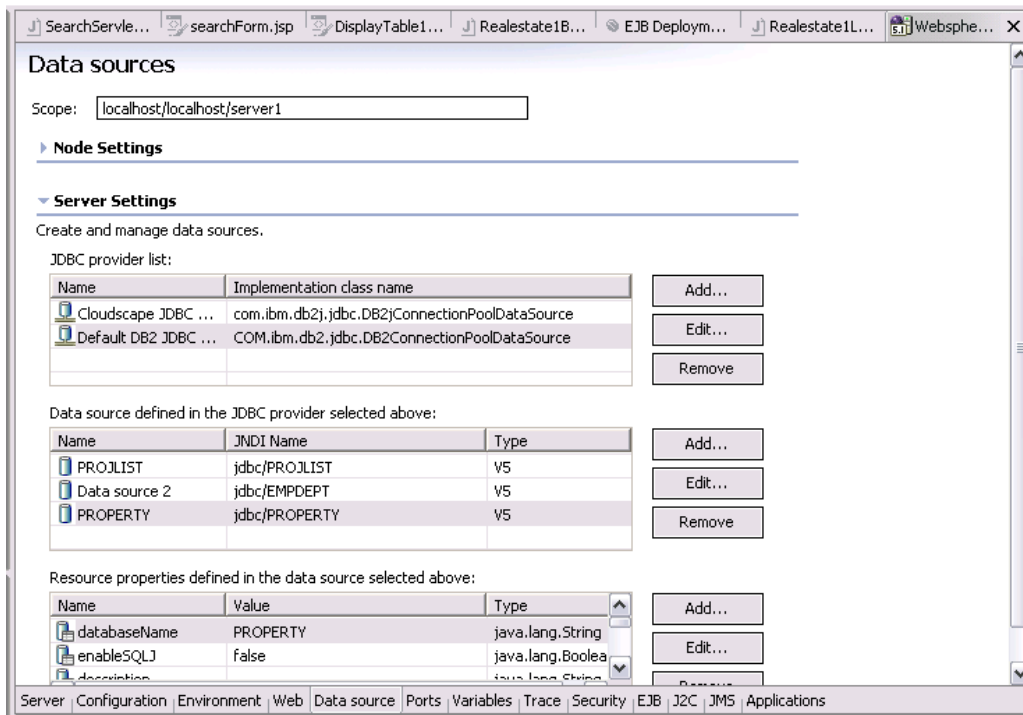 SearchServle... searchForm.jsp DisplayTable1... Realestate1B... EJB Deploym... Realestate1L... Websphe...
Data sources
Scope: localhost/localhost/server1
Node Settings
Server Settings
Create and manage data sources.
JDBC provider list:
Name Implementation class name
Add...
Cloudscape JDBC ... com.ibm.db2j.jdbc.DB2jConnectionPoolDataSource
Default DB2 JDBC ... COM.ibm.db2.jdbc.DB2ConnectionPoolDataSource
Edit...
Remove
Data source defined in the JDBC provider selected above:
Name JNDI Name Type
Add...
PROJLIST jdbc/PROJLIST V5
Data source 2 jdbc/EMPDEPT V5
Edit...
PROPERTY jdbc/PROPERTY V5
Remove
Resource properties defined in the data source selected above:
Name Value Type
Add...
databaseName PROPERTY java.lang.String
enableSQLJ false java.lang.Boolea
Edit...
description java.lang.String
Remove
Server Configuration Environment Web Data source Ports Variables Trace Security EJB J2C JMS Applications